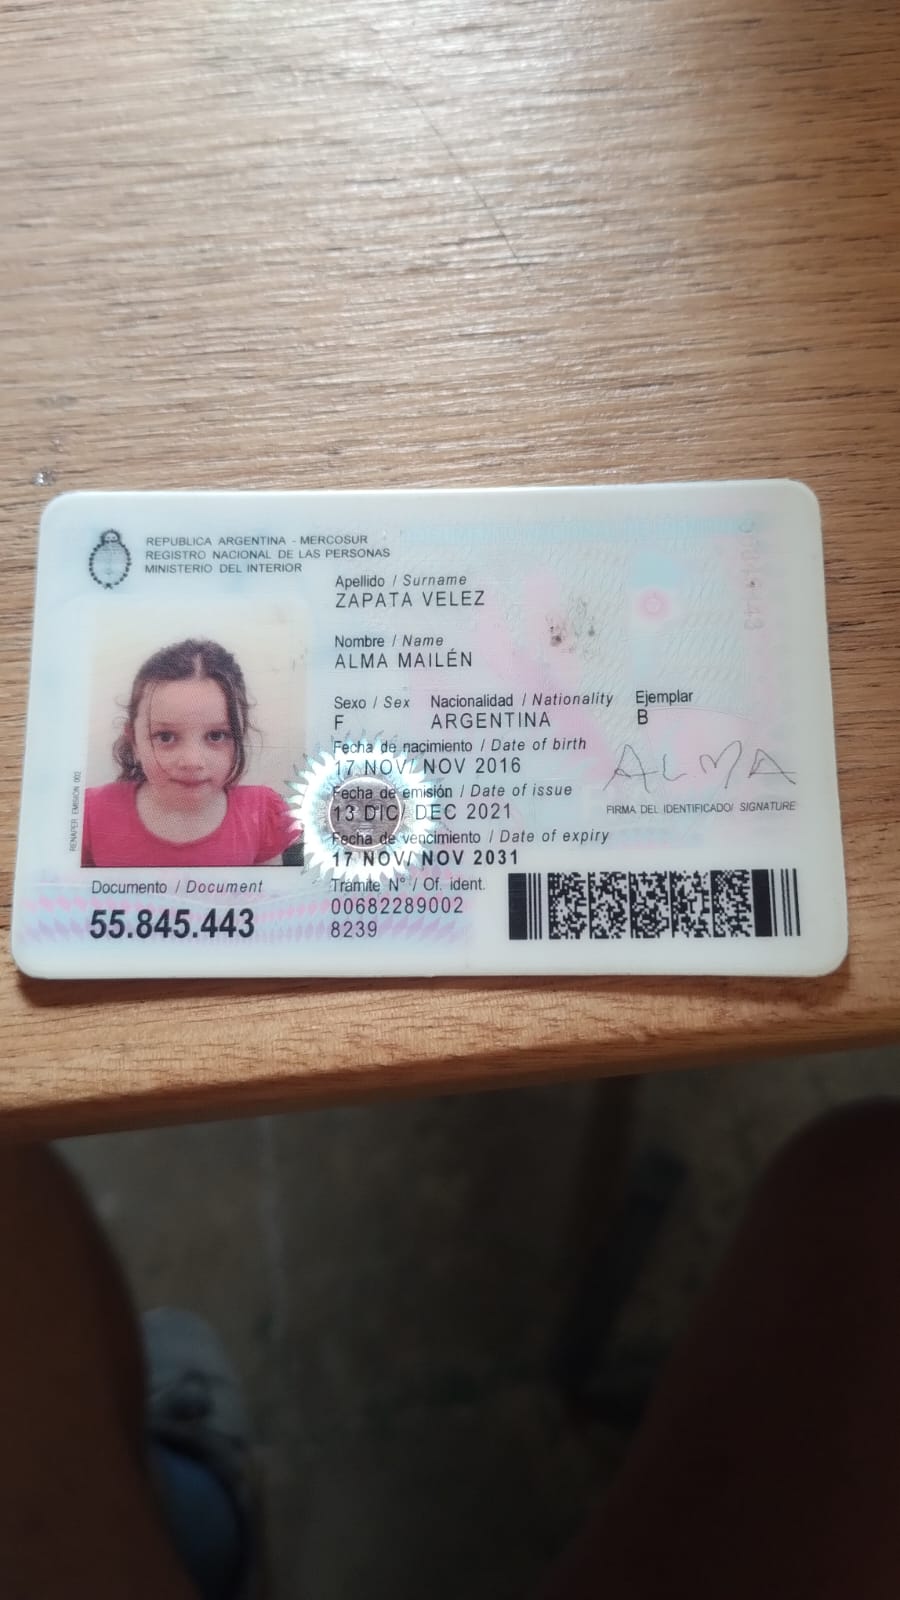 REPUBLICA ARGENTINA - MERCOSUR
REGISTRO NACIONAL DE LAS PERSONAS
MINISTERIO DEL INTERIOR
Apellido / Surname
ZAPATA VELEZ
Nombre / Name
ALMA MAILÉN
Sexo / Sex Nacionalidad / Nationality Ejemplar
F ARGENTINA B
Fecha de nacimiento / Date of birth
17 NOV/ NOV 2016
Fecha de emisión / Date of issue
13 DIC/ DEC 2021
Fecha de vencimiento / Date of expiry
17 NOV/ NOV 2031
ALMA
FIRMA DEL IDENTIFICADO/ SIGNATURE
RENAPER EMISIÓN 002
Documento / Document
55.845.443
Trámite N° / Of. ident.
00682289002
8239